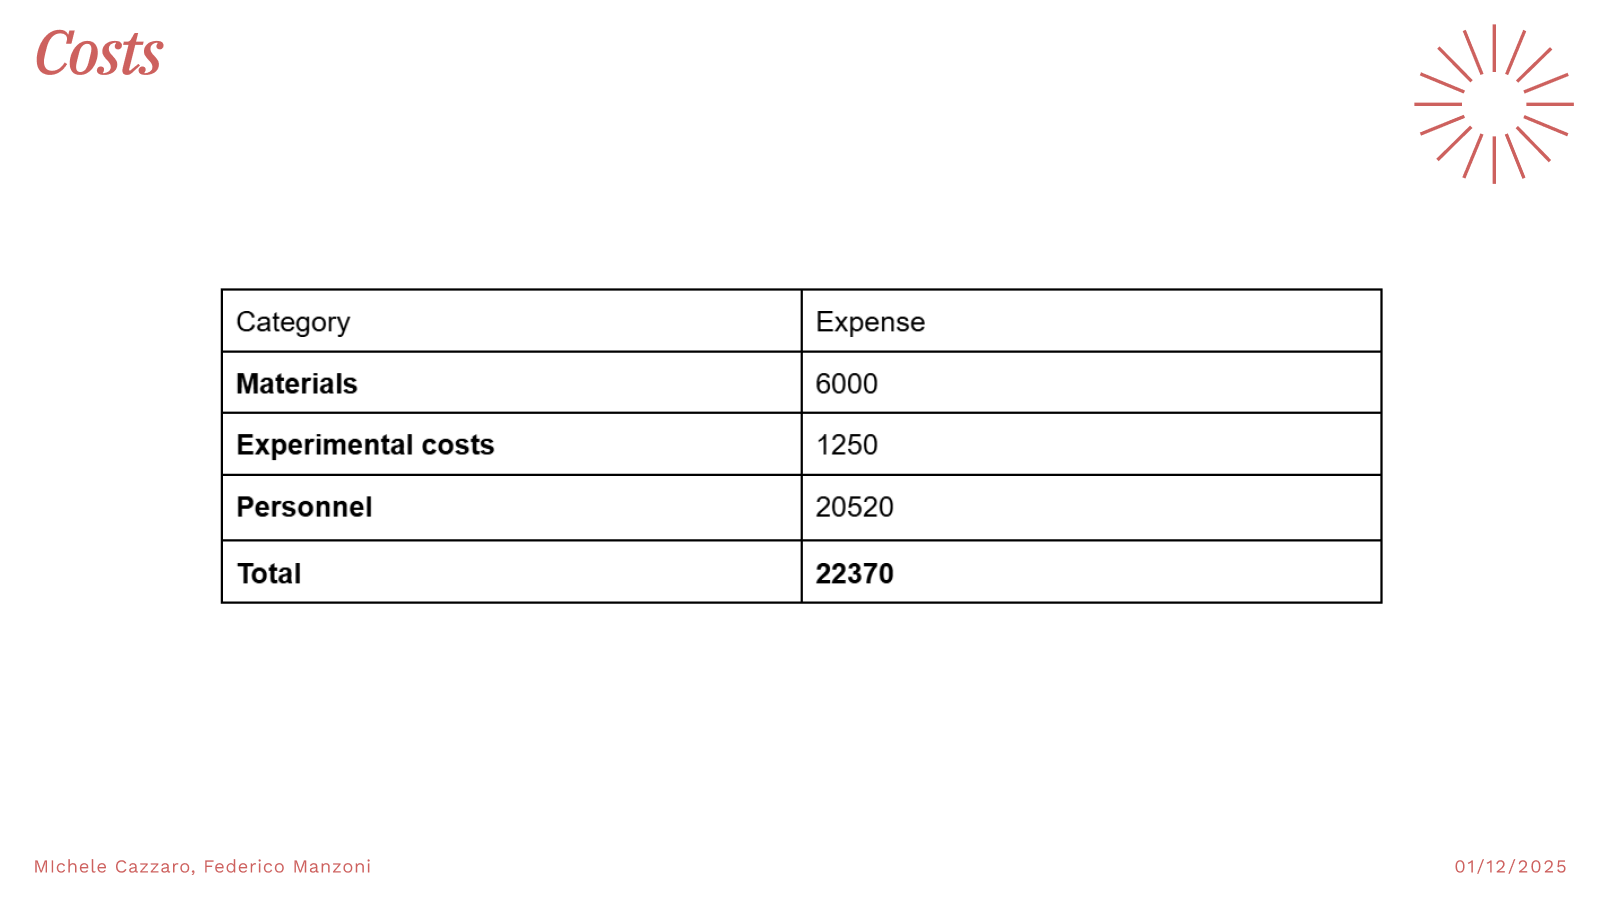 Costs
Category Expense
Materials 6000
Experimental costs 1250
Personnel 20520
Total 22370
MIchele Cazzaro, Federico Manzoni 01/12/2025